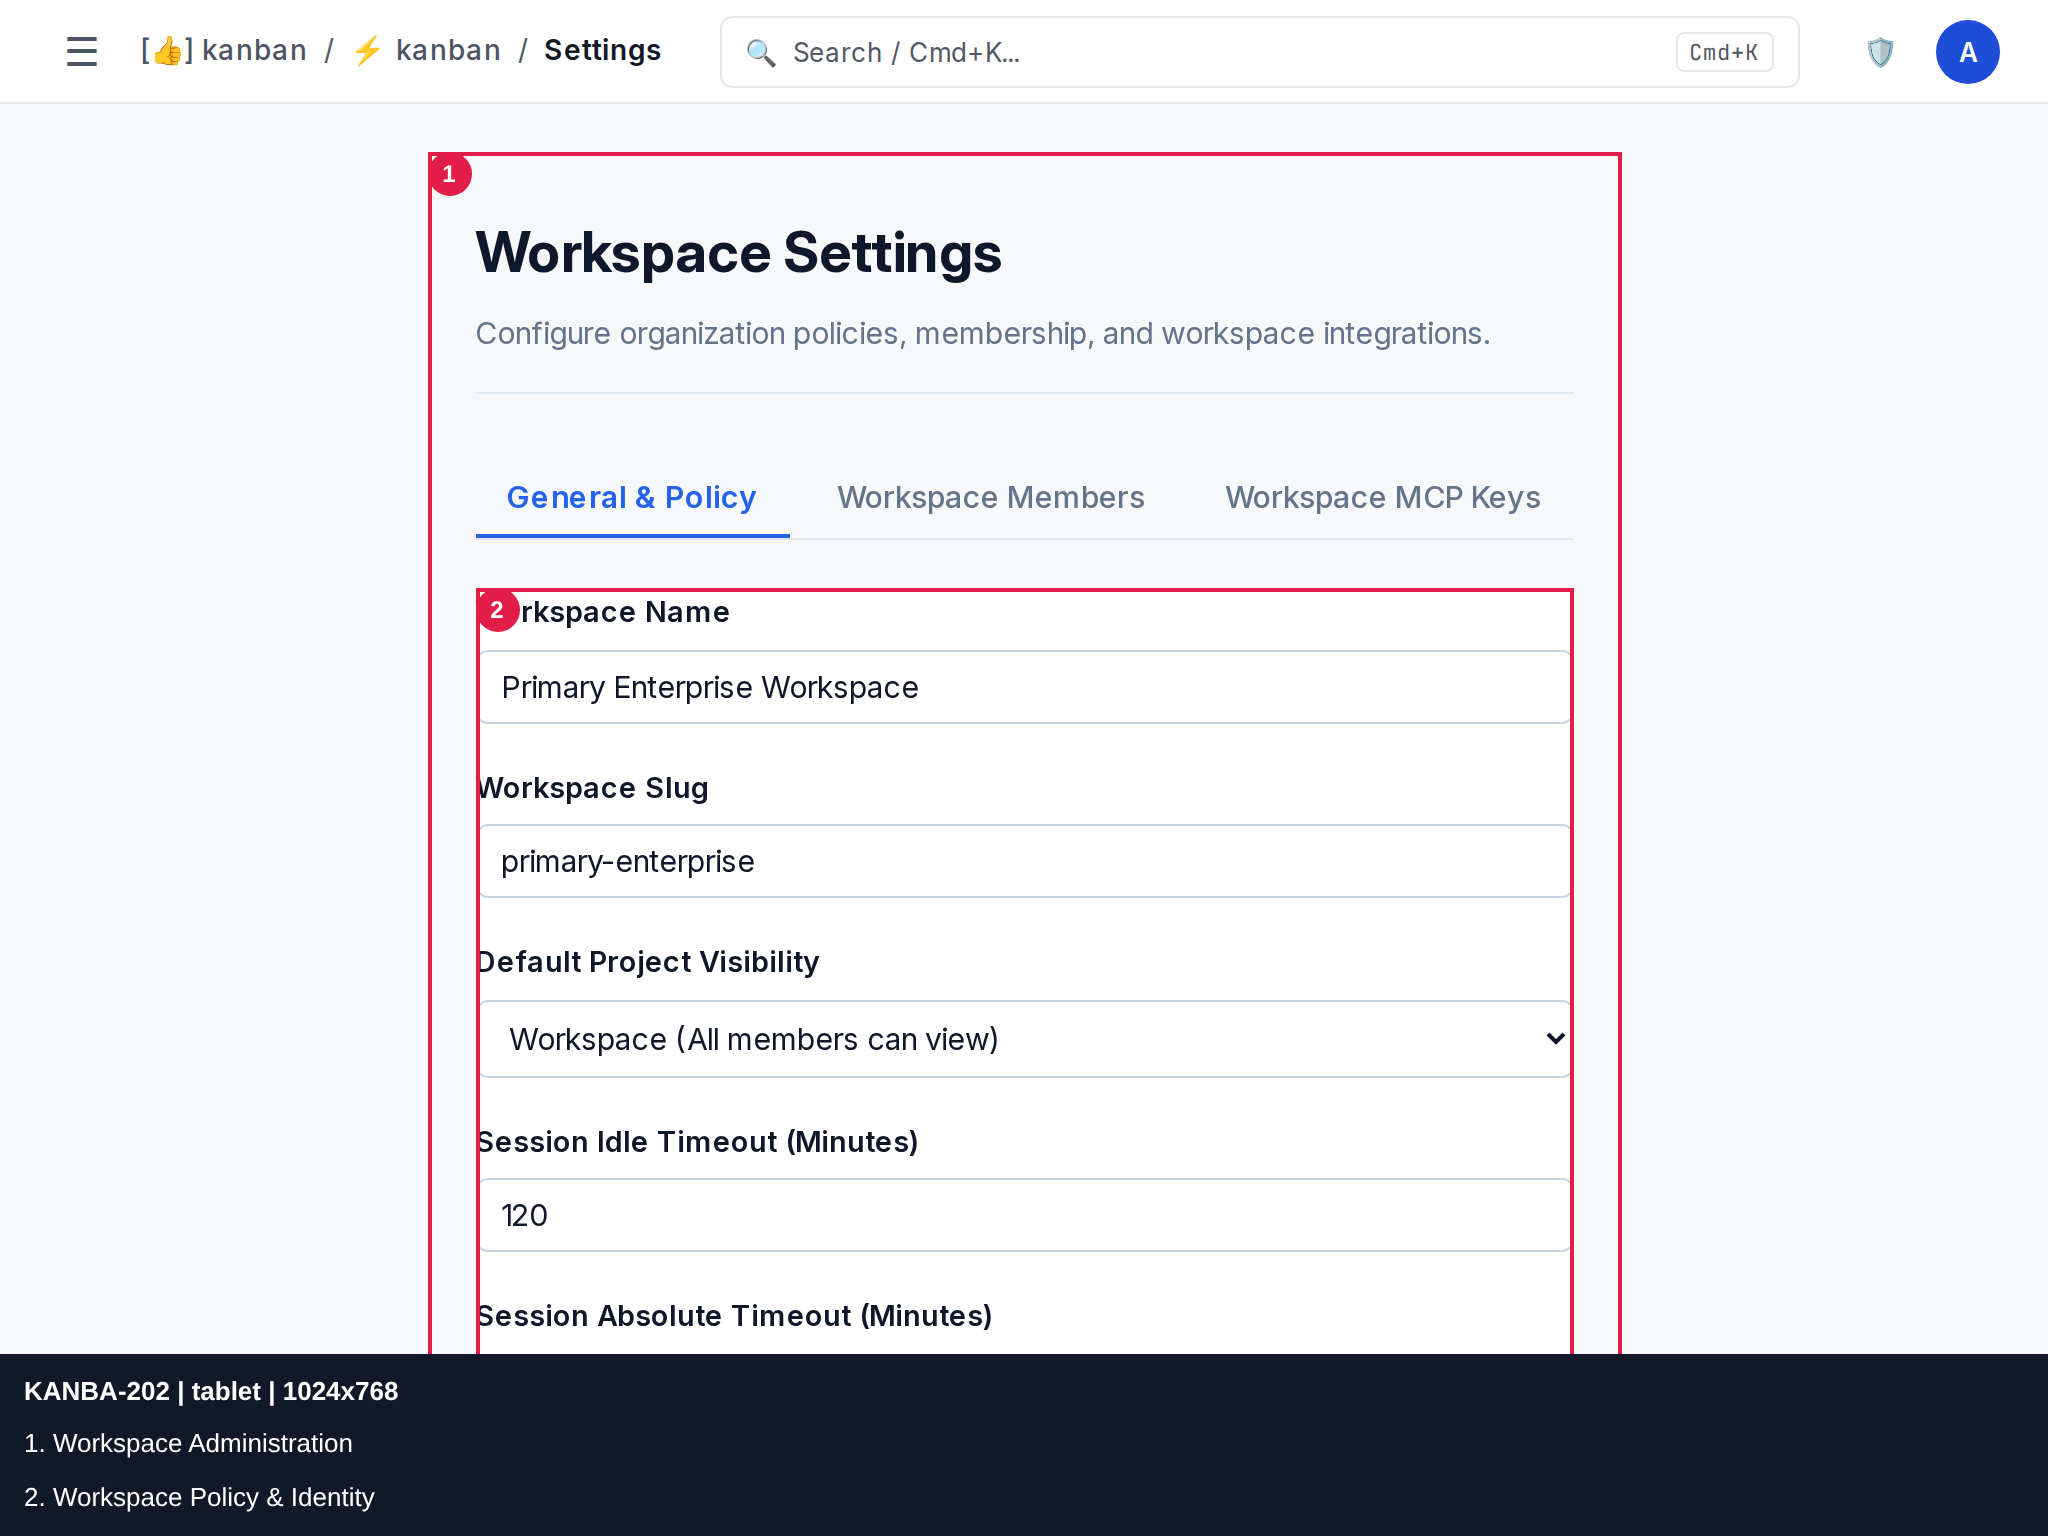 ☰ [👍] kanban / ⚡ kanban / Settings
🔍 Search / Cmd+K...
Cmd+K
A
1
Workspace Settings
Configure organization policies, membership, and workspace integrations.
General & Policy
Workspace Members
Workspace MCP Keys
2
rkspace Name
Primary Enterprise Workspace
Workspace Slug
primary-enterprise
Default Project Visibility
Workspace (All members can view)
Session Idle Timeout (Minutes)
120
Session Absolute Timeout (Minutes)
KANBA-202 | tablet | 1024x768
1. Workspace Administration
2. Workspace Policy & Identity